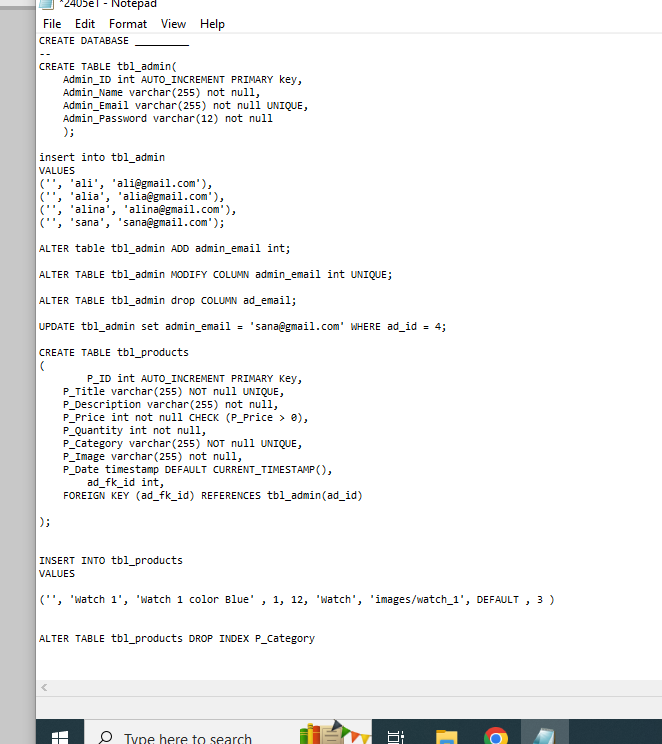 *2405e1 - Notepad
File Edit Format View Help
CREATE DATABASE _________
--
CREATE TABLE tbl_admin(
Admin_ID int AUTO_INCREMENT PRIMARY key,
Admin_Name varchar(255) not null,
Admin_Email varchar(255) not null UNIQUE,
Admin_Password varchar(12) not null
);
insert into tbl_admin
VALUES
('', 'ali', 'ali@gmail.com'),
('', 'alia', 'alia@gmail.com'),
('', 'alina', 'alina@gmail.com'),
('', 'sana', 'sana@gmail.com');
ALTER table tbl_admin ADD admin_email int;
ALTER TABLE tbl_admin MODIFY COLUMN admin_email int UNIQUE;
ALTER TABLE tbl_admin drop COLUMN ad_email;
UPDATE tbl_admin set admin_email = 'sana@gmail.com' WHERE ad_id = 4;
CREATE TABLE tbl_products
(
P_ID int AUTO_INCREMENT PRIMARY Key,
P_Title varchar(255) NOT null UNIQUE,
P_Description varchar(255) not null,
P_Price int not null CHECK (P_Price > 0),
P_Quantity int not null,
P_Category varchar(255) NOT null UNIQUE,
P_Image varchar(255) not null,
P_Date timestamp DEFAULT CURRENT_TIMESTAMP(),
ad_fk_id int,
FOREIGN KEY (ad_fk_id) REFERENCES tbl_admin(ad_id)
);
INSERT INTO tbl_products
VALUES
('', 'Watch 1', 'Watch 1 color Blue' , 1, 12, 'Watch', 'images/watch_1', DEFAULT , 3 )
ALTER TABLE tbl_products DROP INDEX P_Category
Type here to search